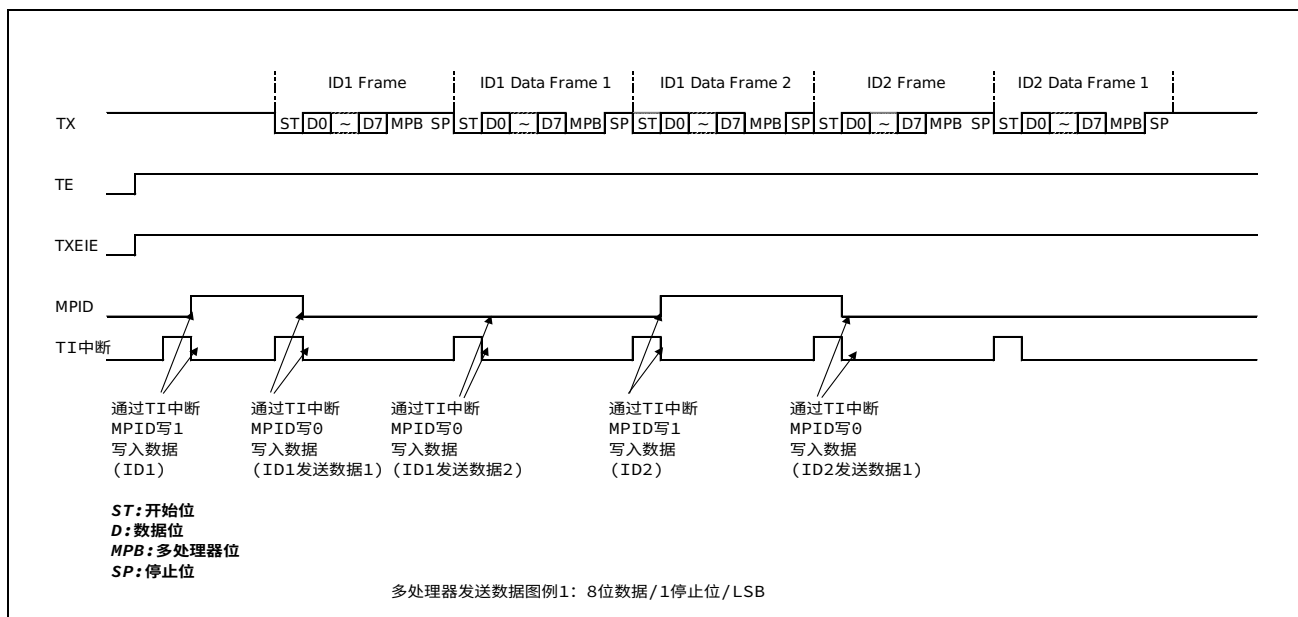 ID1 Frame ID1 Data Frame 1 ID1 Data Frame 2 ID2 Frame ID2 Data Frame 1
TX ST D0 ~ D7 MPB SP ST D0 ~ D7 MPB SP ST D0 ~ D7 MPB SP ST D0 ~ D7 MPB SP ST D0 ~ D7 MPB SP
TE
TXEIE
MPID
TI中断
通过TI中断 通过TI中断 通过TI中断 通过TI中断 通过TI中断
MPID写1 MPID写0 MPID写0 MPID写1 MPID写0
写入数据 写入数据 写入数据 写入数据 写入数据
(ID1) (ID1发送数据1) (ID1发送数据2) (ID2) (ID2发送数据1)
ST:开始位
D:数据位
MPB:多处理器位
SP:停止位
多处理器发送数据图例1: 8位数据/1停止位/LSB